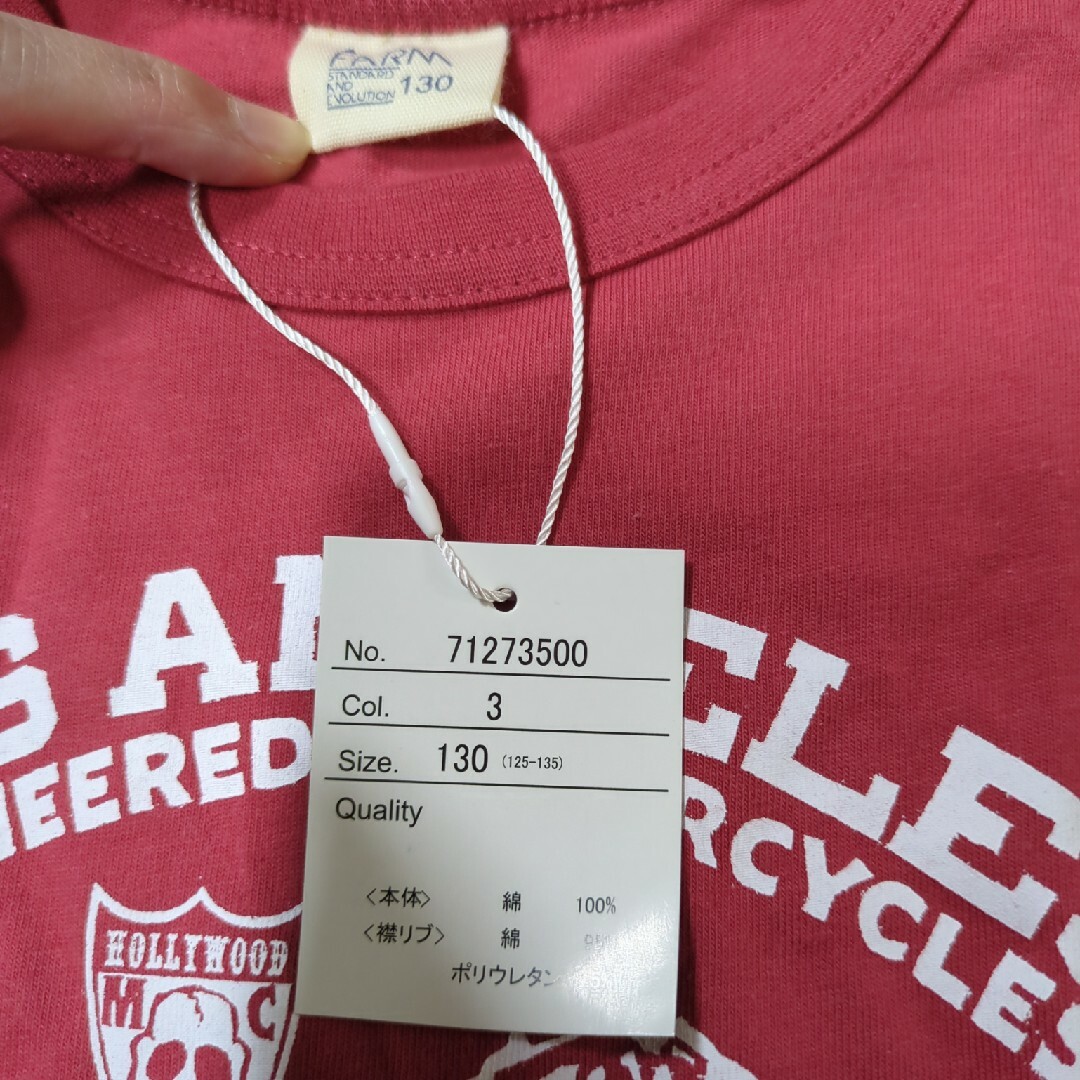 FARM
STANDARD
AND
EVOLUTION 130
No. 71273500
Col. 3
Size. 130 (125-135)
Quality
〈本体〉 綿 100%
〈襟リブ〉 綿
ポリウレタン
HOLLYWOOD
M C